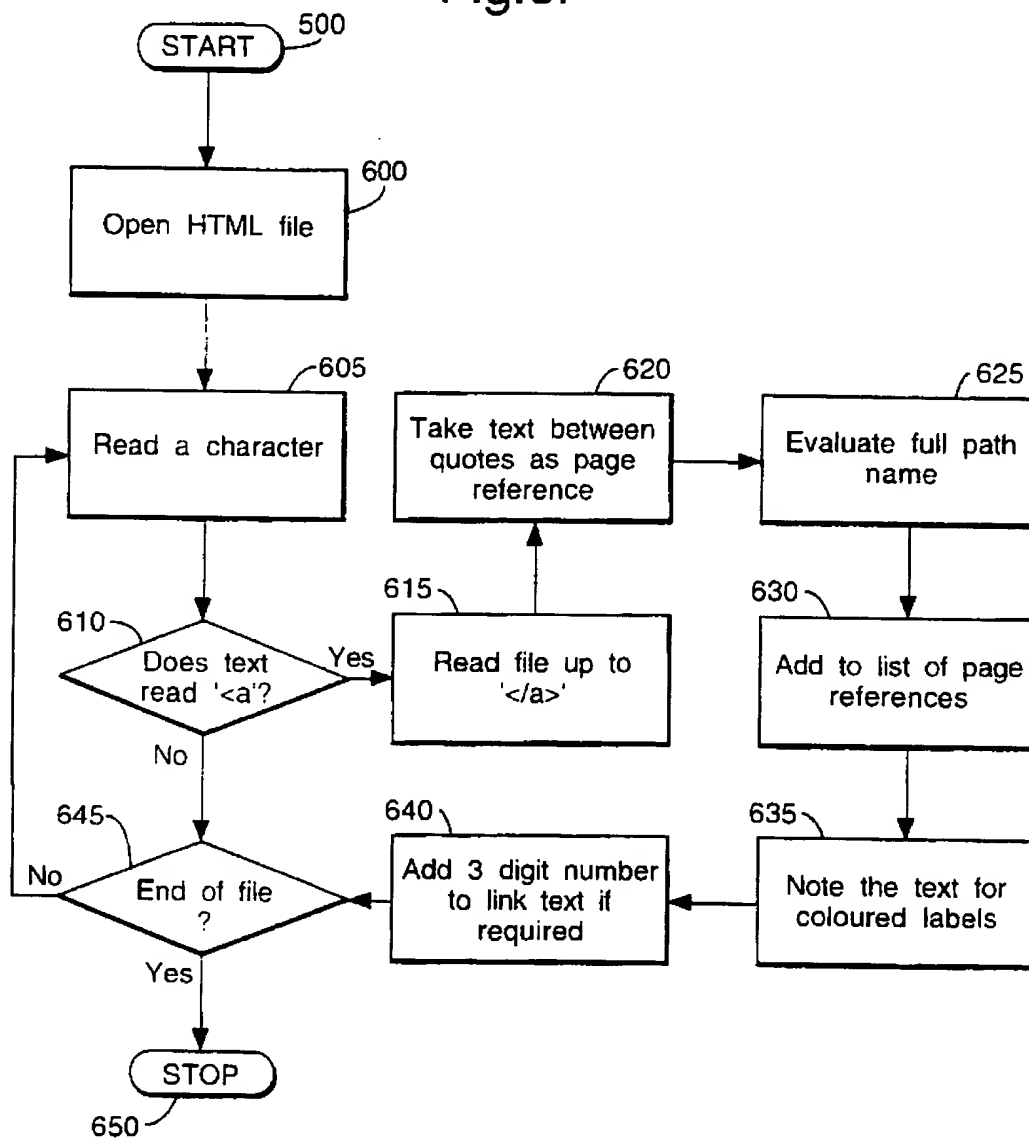 START
500
600
Open HTML file
605
Read a character
620
Take text between
quotes as page
reference
625
Evaluate full path
name
610
Does text
read '<a'?
Yes
No
615
Read file up to
'</a>'
630
Add to list of page
references
645
End of file
?
No
Yes
640
Add 3 digit number
to link text if
required
635
Note the text for
coloured labels
STOP
650